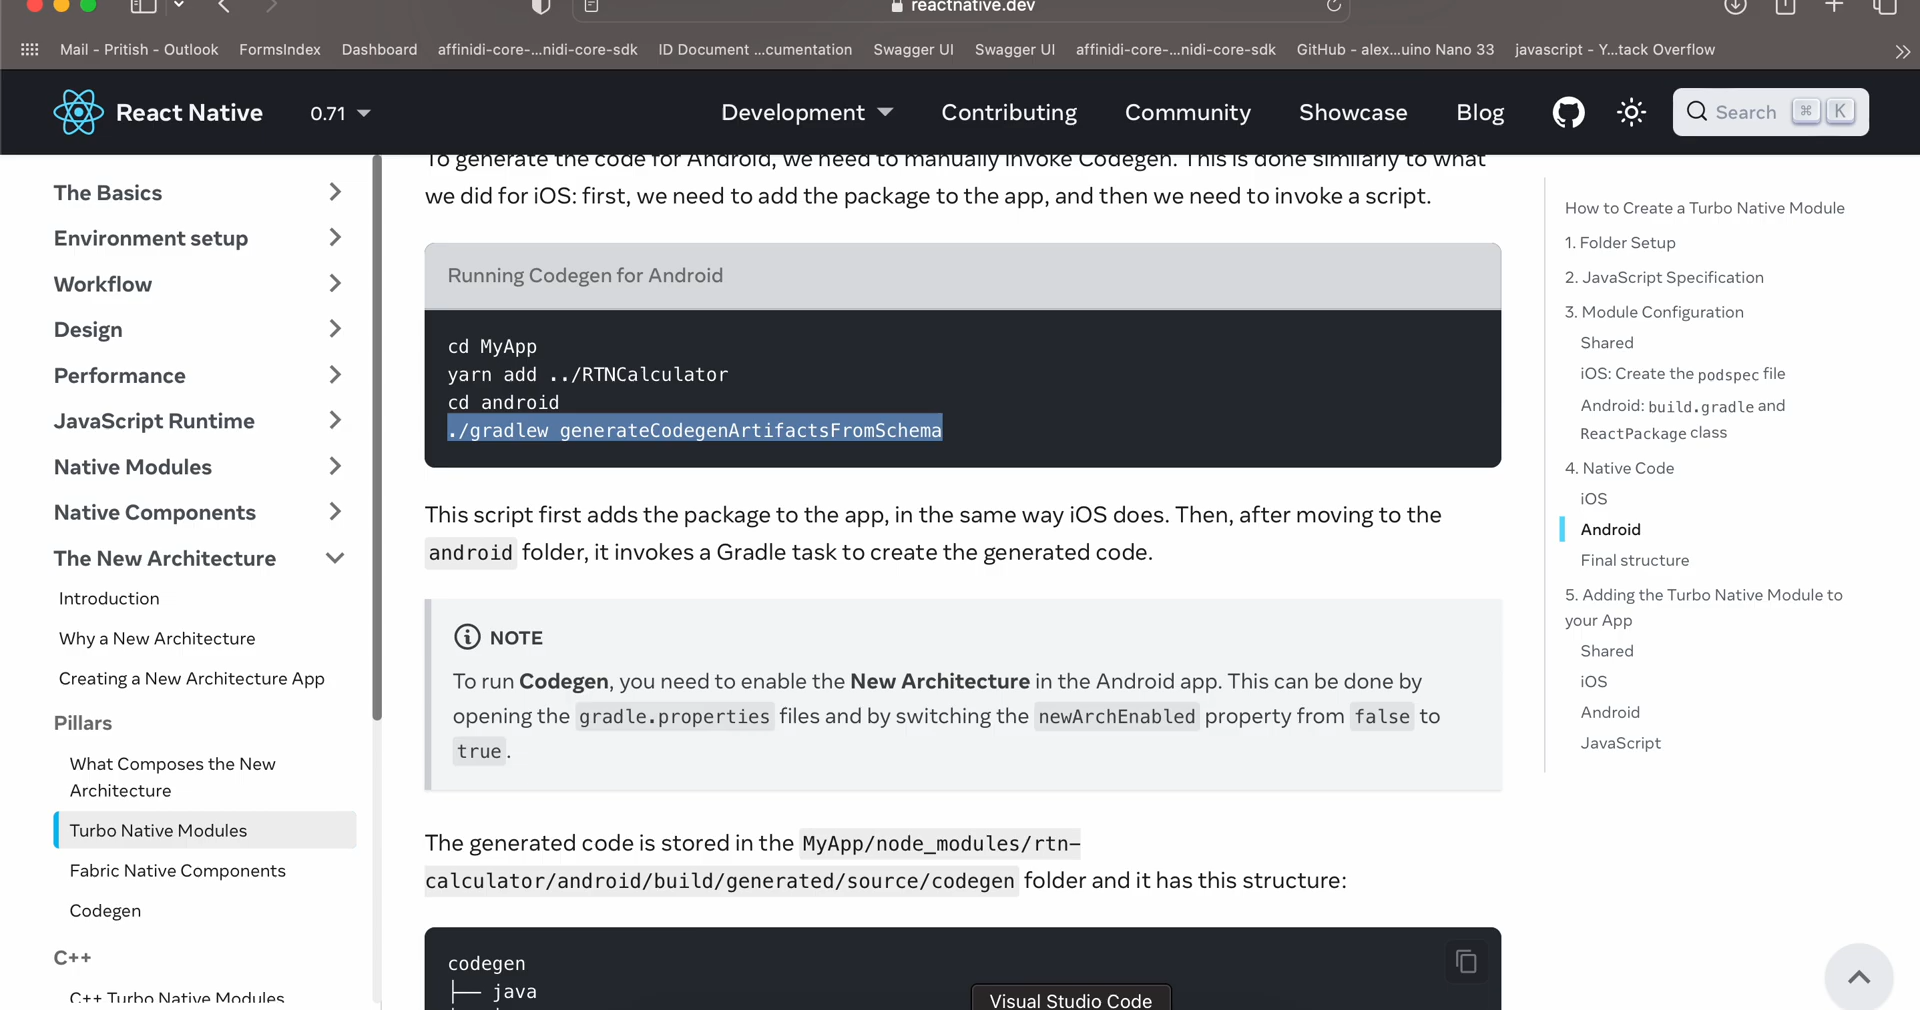 reactnative.dev
Mail - Pritish - Outlook FormsIndex Dashboard affinidi-core-...nidi-core-sdk ID Document ...cumentation Swagger UI Swagger UI affinidi-core-...nidi-core-sdk GitHub - alex...uino Nano 33 javascript - Y...tack Overflow
React Native 0.71 Development Contributing Community Showcase Blog Search ⌘ K
The Basics
Environment setup
Workflow
Design
Performance
JavaScript Runtime
Native Modules
Native Components
The New Architecture
Introduction
Why a New Architecture
Creating a New Architecture App
Pillars
What Composes the New
Architecture
Turbo Native Modules
Fabric Native Components
Codegen
C++
C++ Turbo Native Modules
To generate the code for Android, we need to manually invoke Codegen. This is done similarly to what
we did for iOS: first, we need to add the package to the app, and then we need to invoke a script.
Running Codegen for Android
cd MyApp
yarn add ../RTNCalculator
cd android
./gradlew generateCodegenArtifactsFromSchema
This script first adds the package to the app, in the same way iOS does. Then, after moving to the
android folder, it invokes a Gradle task to create the generated code.
NOTE
To run Codegen, you need to enable the New Architecture in the Android app. This can be done by
opening the gradle.properties files and by switching the newArchEnabled property from false to
true.
The generated code is stored in the MyApp/node_modules/rtn-
calculator/android/build/generated/source/codegen folder and it has this structure:
codegen
├── java
Visual Studio Code
How to Create a Turbo Native Module
1. Folder Setup
2. JavaScript Specification
3. Module Configuration
Shared
iOS: Create the podspec file
Android: build.gradle and
ReactPackage class
4. Native Code
iOS
Android
Final structure
5. Adding the Turbo Native Module to
your App
Shared
iOS
Android
JavaScript